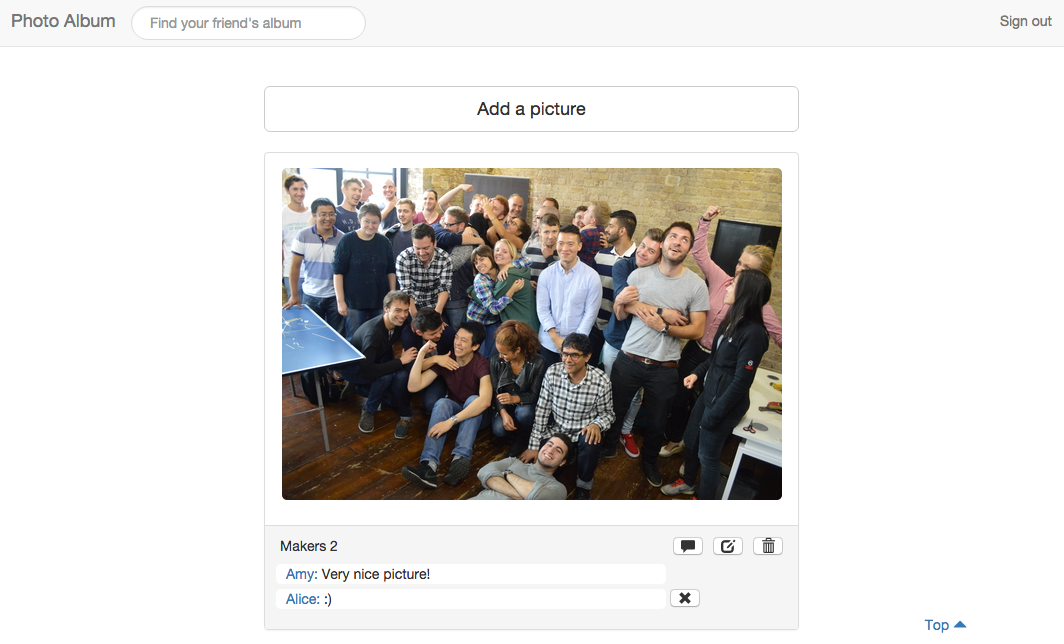 Photo Album
Find your friend's album
Sign out
Add a picture
Makers 2
Amy: Very nice picture!
Alice: :)
Top